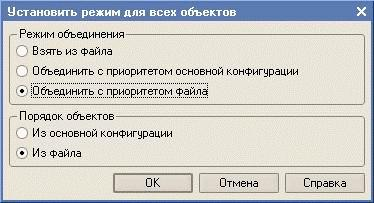 Установить режим для всех объектов
Режим объединения
Взять из файла
Объединить с приоритетом основной конфигурации
Объединить с приоритетом файла
Порядок объектов
Из основной конфигурации
Из файла
OK Отмена Справка